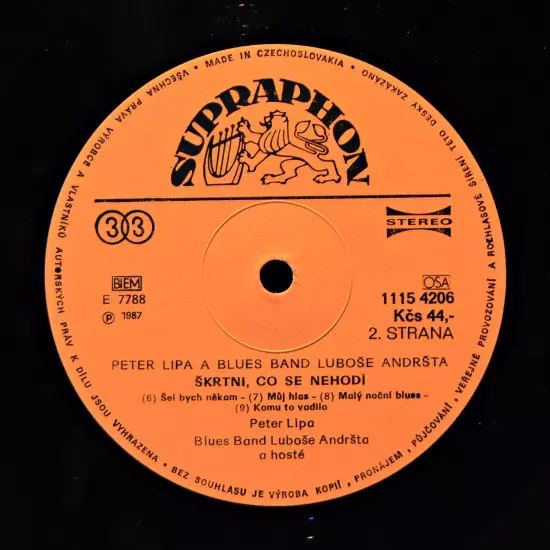 MADE IN CZECHOSLOVAKIA • VŠECHNA PRÁVA VÝROBCE A VLASTNÍKŮ AUTORSKÝCH PRÁV K DÍLU JSOU VYHRAZENA • BEZ SOUHLASU JE VÝROBA KOPIÍ, PRONÁJEM, PŮJČOVÁNÍ, VEŘEJNÉ PROVOZOVÁNÍ A ROZHLASOVÉ ŠÍŘENÍ TÉTO DESKY ZAKÁZÁNO •
SUPRAPHON
33
STEREO
BIEM
OSA
E 7788
1115 4206
Ⓟ 1987
Kčs 44,-
2. STRANA
PETER LIPA A BLUES BAND LUBOŠE ANDRŠTA
ŠKRTNI, CO SE NEHODÍ
(6) Šel bych někam – (7) Můj hlas – (8) Malý noční blues –
(9) Komu to vadilo
Peter Lipa
Blues Band Luboše Andršta
a hosté